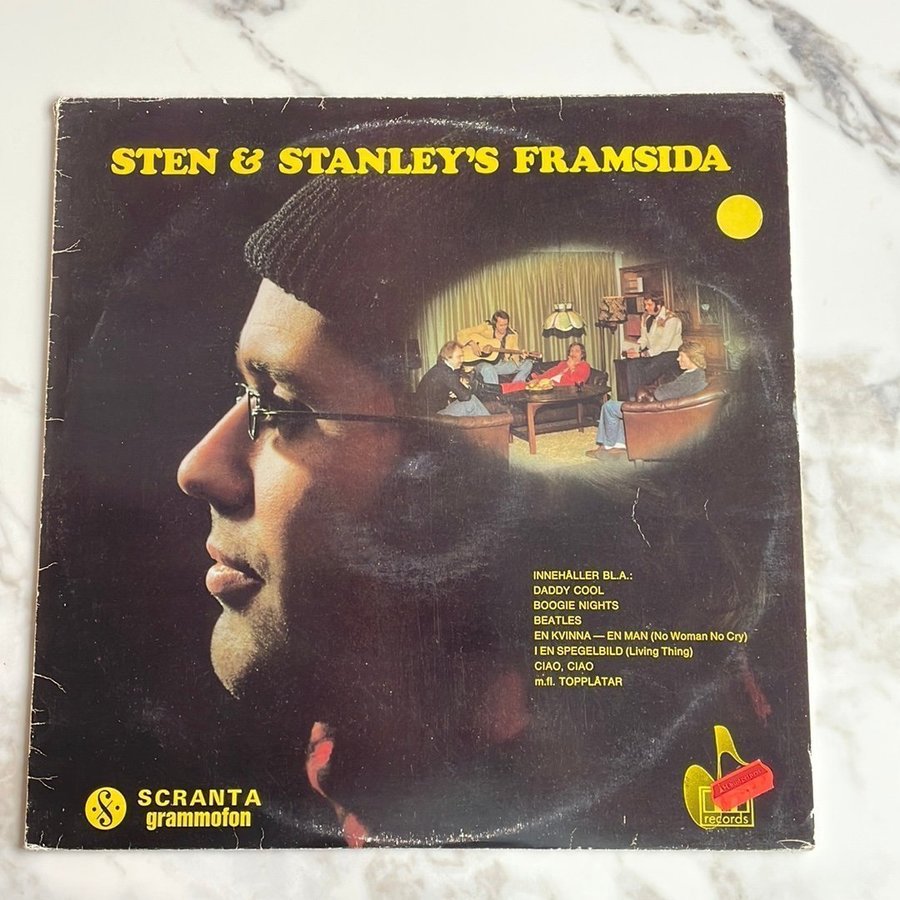 STEN & STANLEY'S FRAMSIDA
INNEHÅLLER BL.A.:
DADDY COOL
BOOGIE NIGHTS
BEATLES
EN KVINNA — EN MAN (No Woman No Cry)
I EN SPEGELBILD (Living Thing)
CIAO, CIAO
m.fl. TOPPLÅTAR
S
SCRANTA
grammofon
records